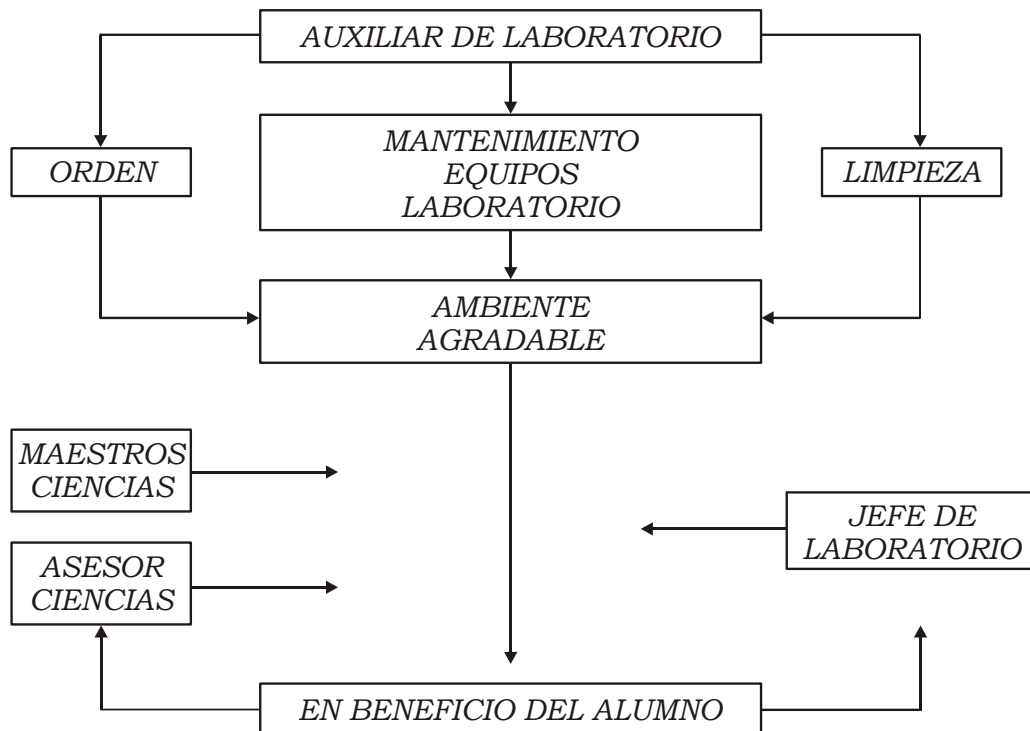 AUXILIAR DE LABORATORIO
ORDEN
MANTENIMIENTO
EQUIPOS
LABORATORIO
LIMPIEZA
AMBIENTE
AGRADABLE
MAESTROS
CIENCIAS
JEFE DE
LABORATORIO
ASESOR
CIENCIAS
EN BENEFICIO DEL ALUMNO